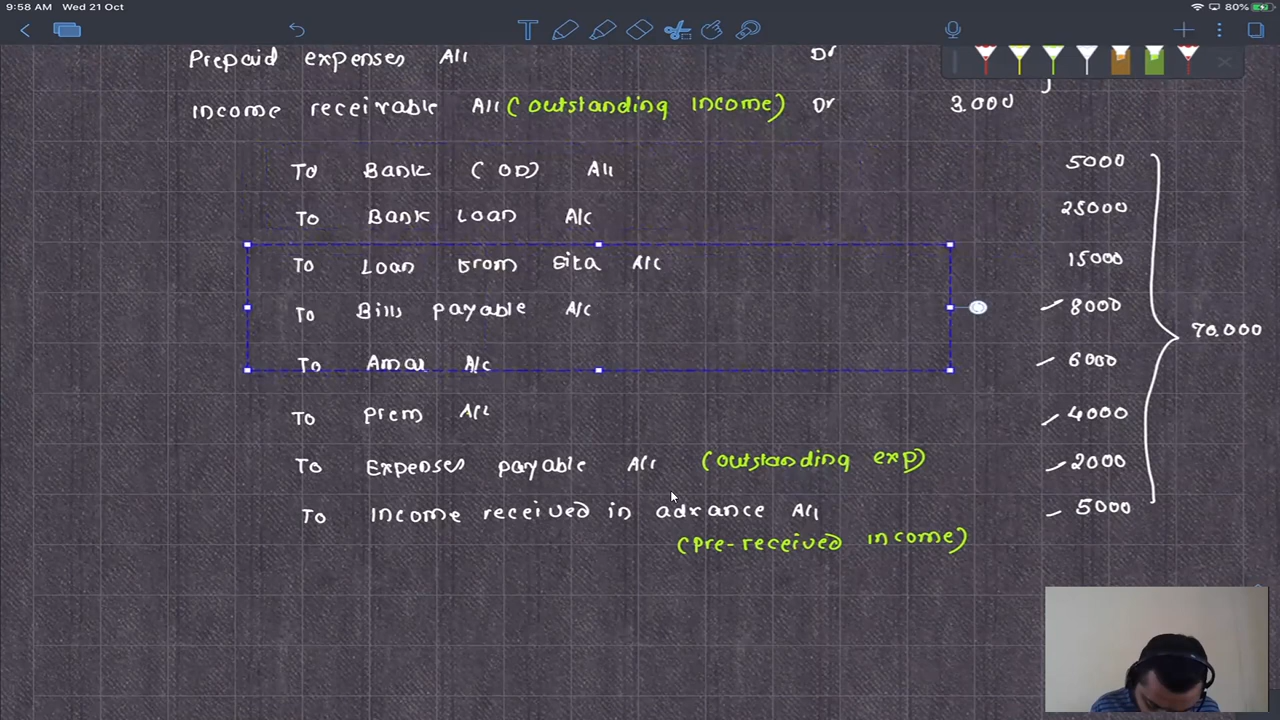 9:58 AM Wed 21 Oct
80%
Prepaid expenses A/c Dr
Income receivable A/c (outstanding income) Dr 3.000
To Bank (OD) A/c 5000
To Bank Loan A/c 25000
To Loan from Sita A/c 15000
To Bills payable A/c 8000
70.000
To Amar A/c 6000
To Prem A/c 4000
To Expenses payable A/c (outstanding exp) 2000
To Income received in advance A/c 5000
(Pre-received income)